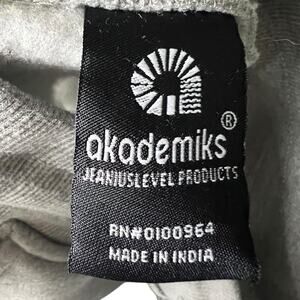 akademiks®
JEANIUSLEVEL PRODUCTS
RN#0100964
MADE IN INDIA